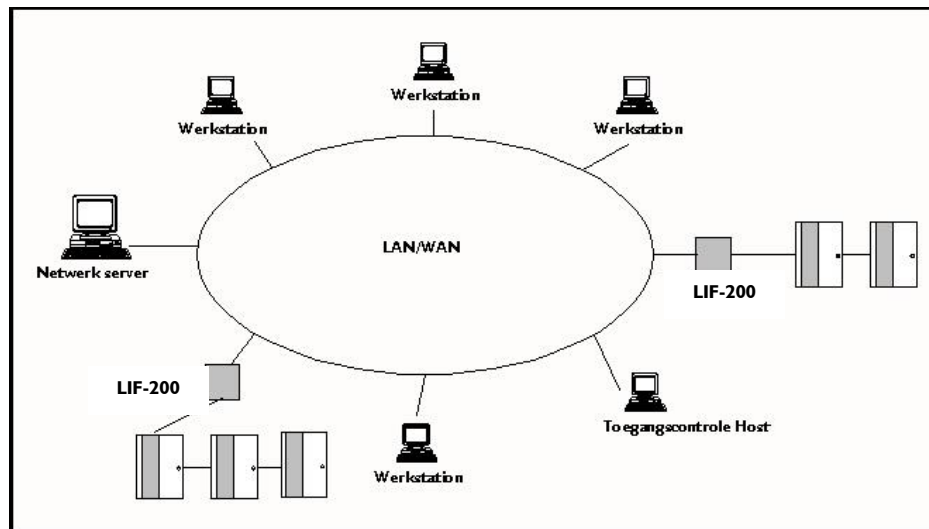 Werkstation
Werkstation
Werkstation
LAN/WAN
Netwerk server
LIF-200
LIF-200
Toegangscontrole Host
Werkstation